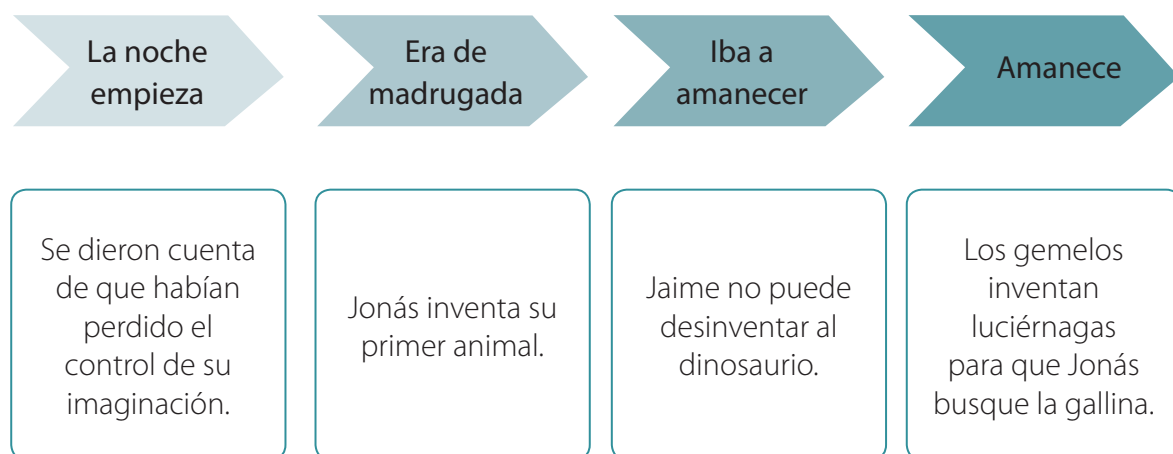 La noche
empieza
Era de
madrugada
Iba a
amanecer
Amanece
Se dieron cuenta
de que habían
perdido el
control de su
imaginación.
Jonás inventa su
primer animal.
Jaime no puede
desinventar al
dinosaurio.
Los gemelos
inventan
luciérnagas
para que Jonás
busque la gallina.